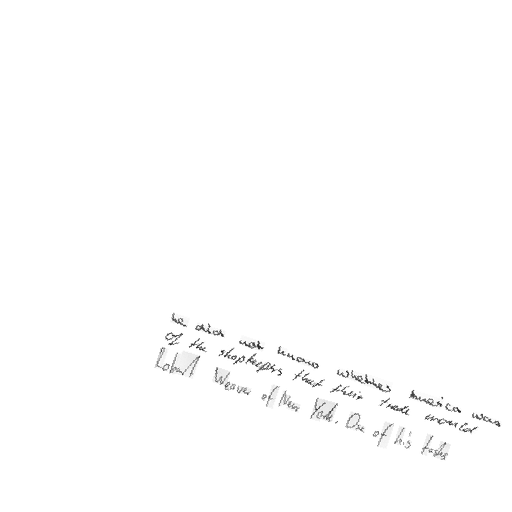 he did not know whether America was
of the shopkeepers that their trade would
Robert Weaver of New York. One of his tasks